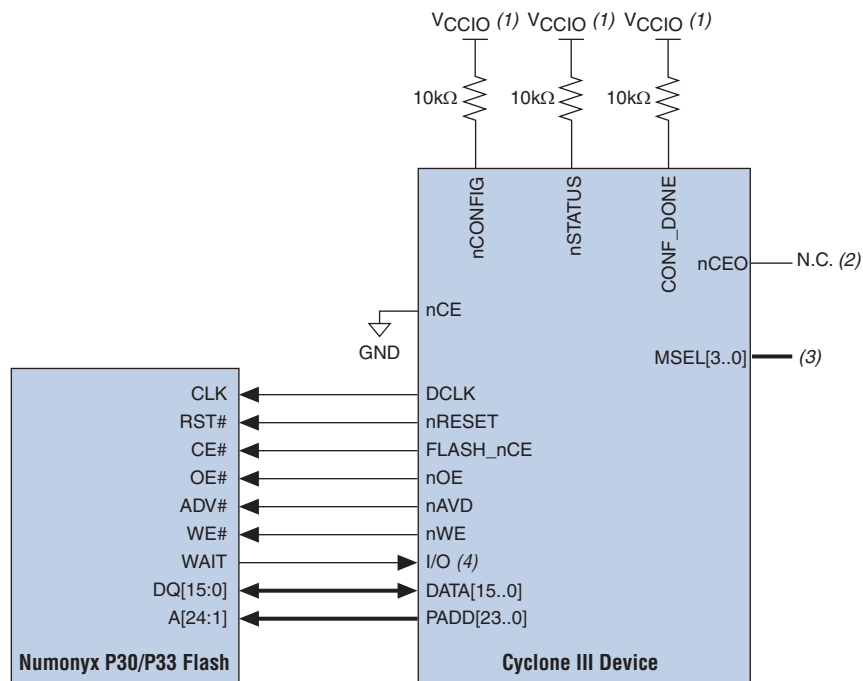 VCCIO (1) VCCIO (1) VCCIO (1)
10kΩ 10kΩ 10kΩ
nCONFIG
nSTATUS
CONF_DONE
nCEO N.C. (2)
nCE
GND
MSEL[3..0] (3)
CLK DCLK
RST# nRESET
CE# FLASH_nCE
OE# nOE
ADV# nAVD
WE# nWE
WAIT I/O (4)
DQ[15:0] DATA[15..0]
A[24:1] PADD[23..0]
Numonyx P30/P33 Flash Cyclone III Device